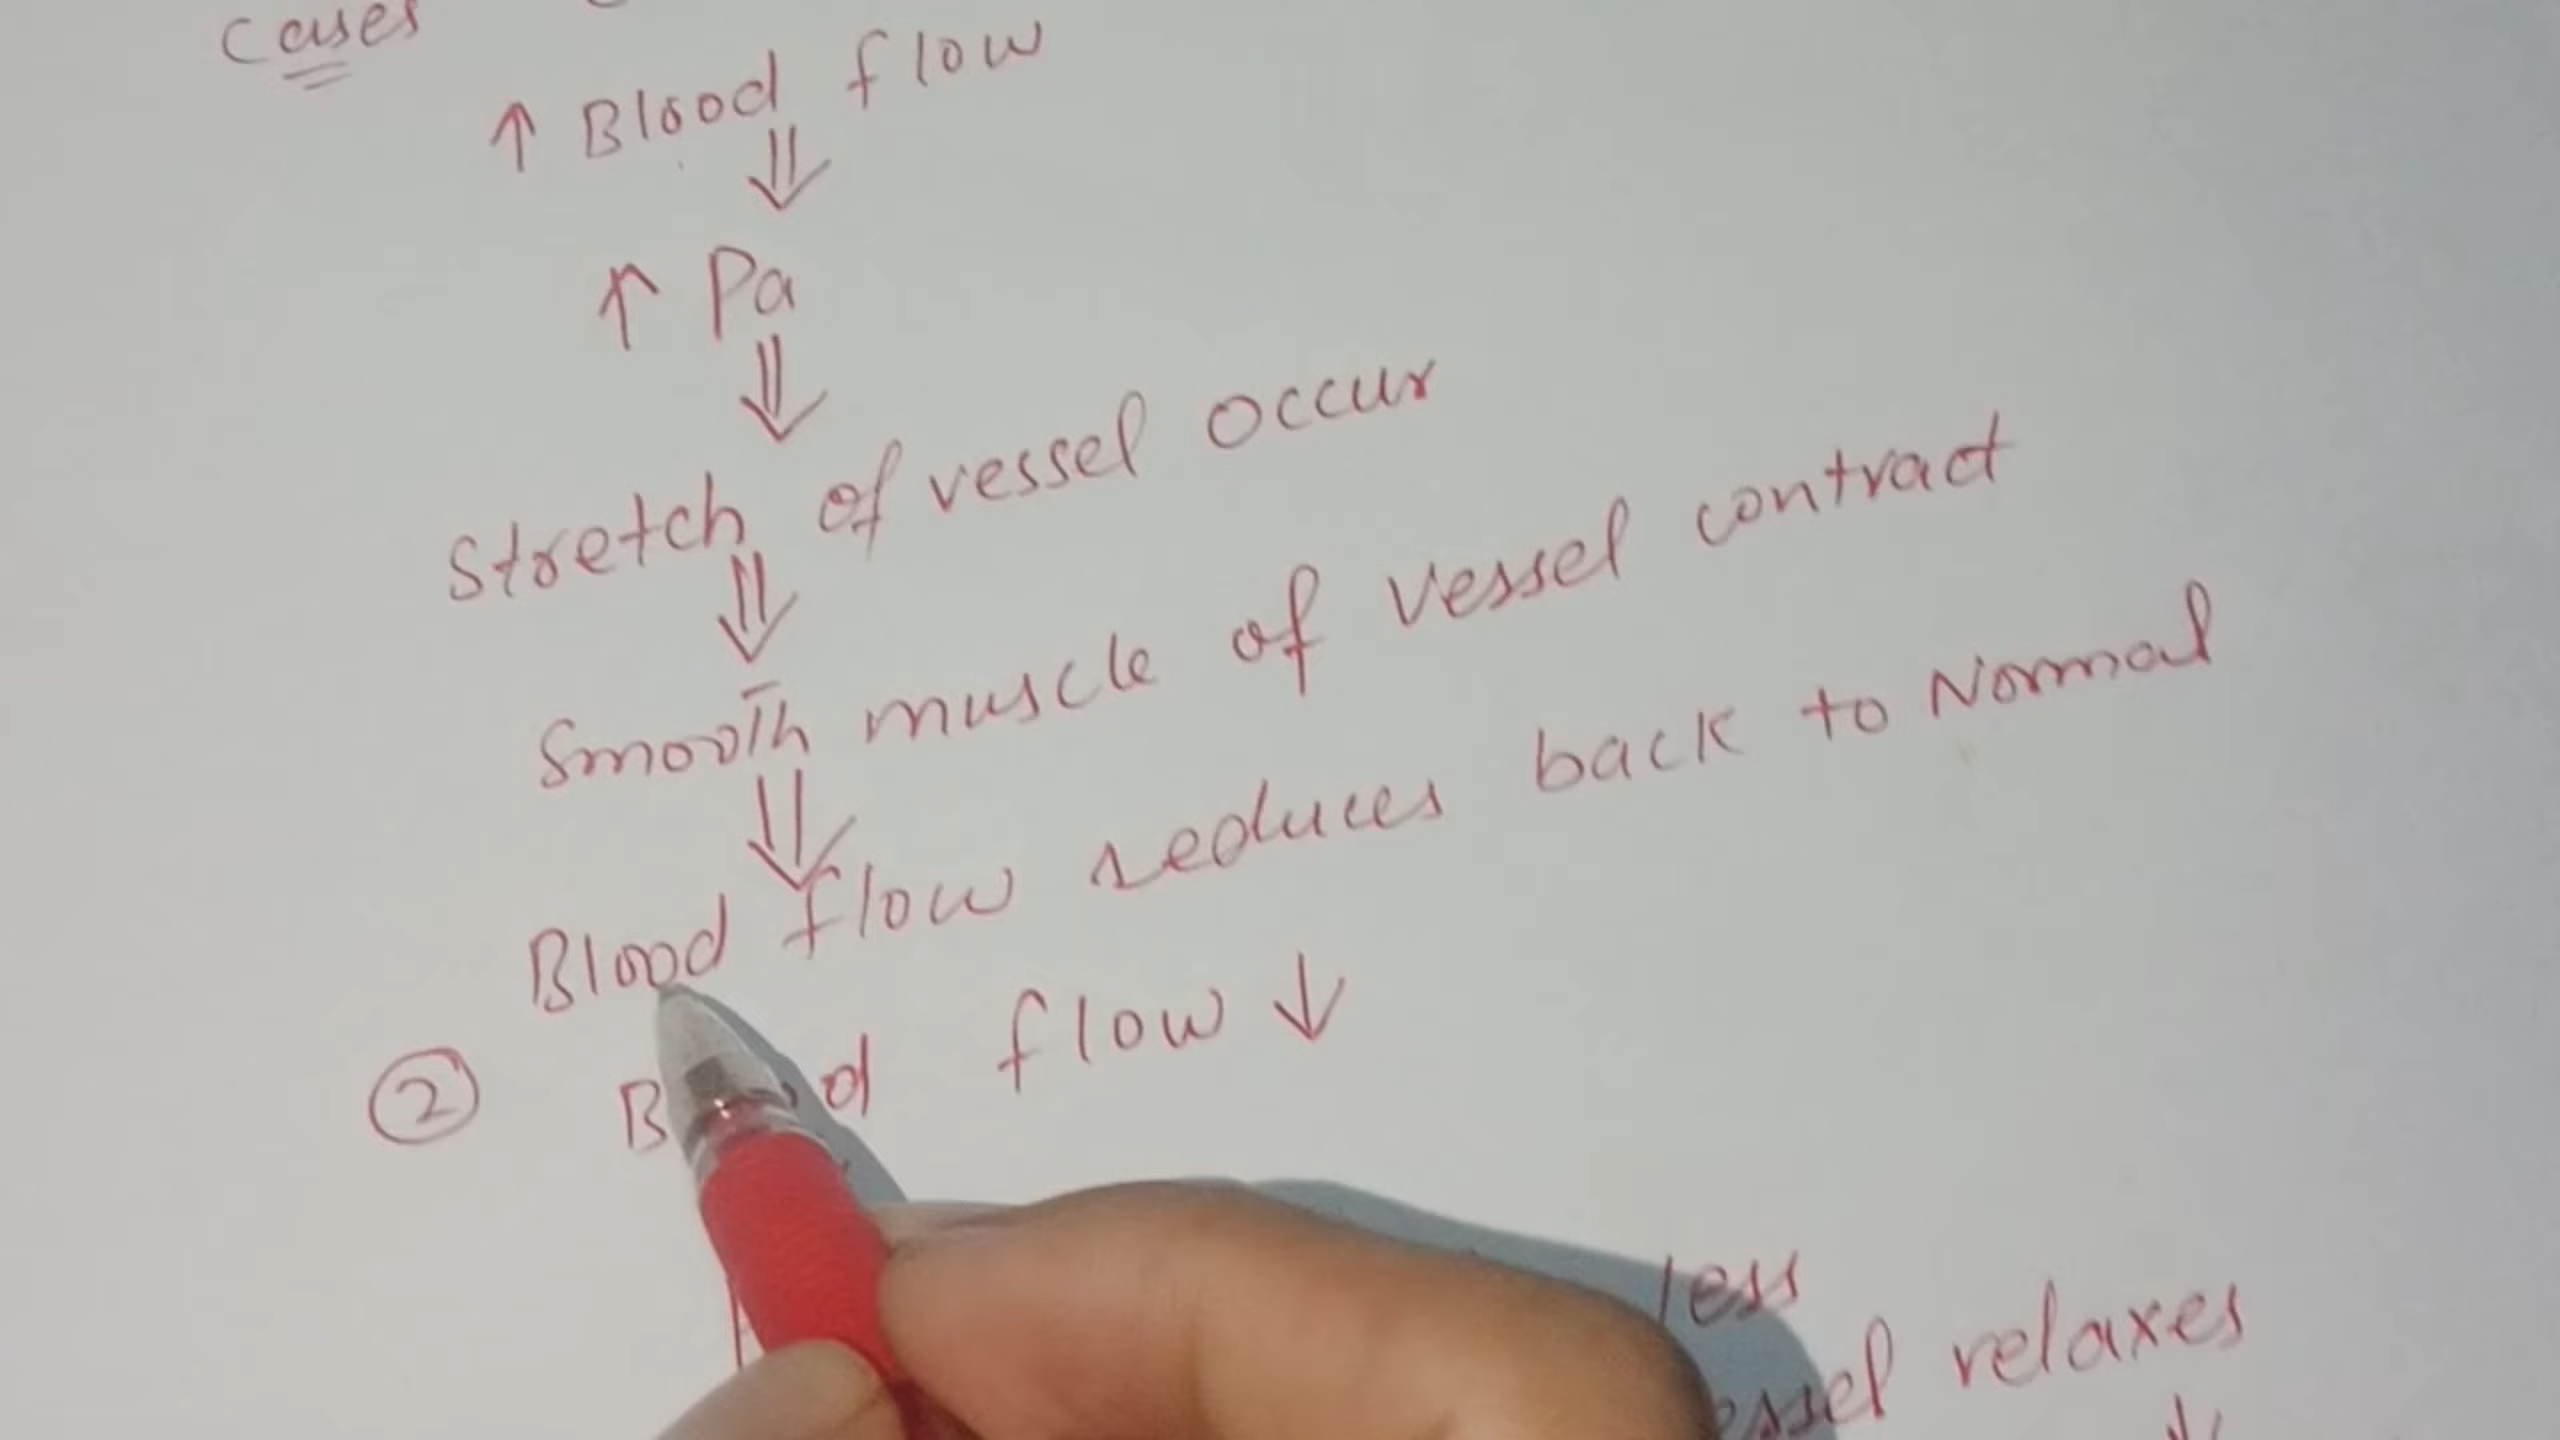 Cases
↑ Blood flow
⇓
↑ Pa
⇓
Stretch of vessel occur
⇓
Smooth muscle of vessel contract
⇓
Blood flow reduces back to Normal
② flow ↓
less
relaxes